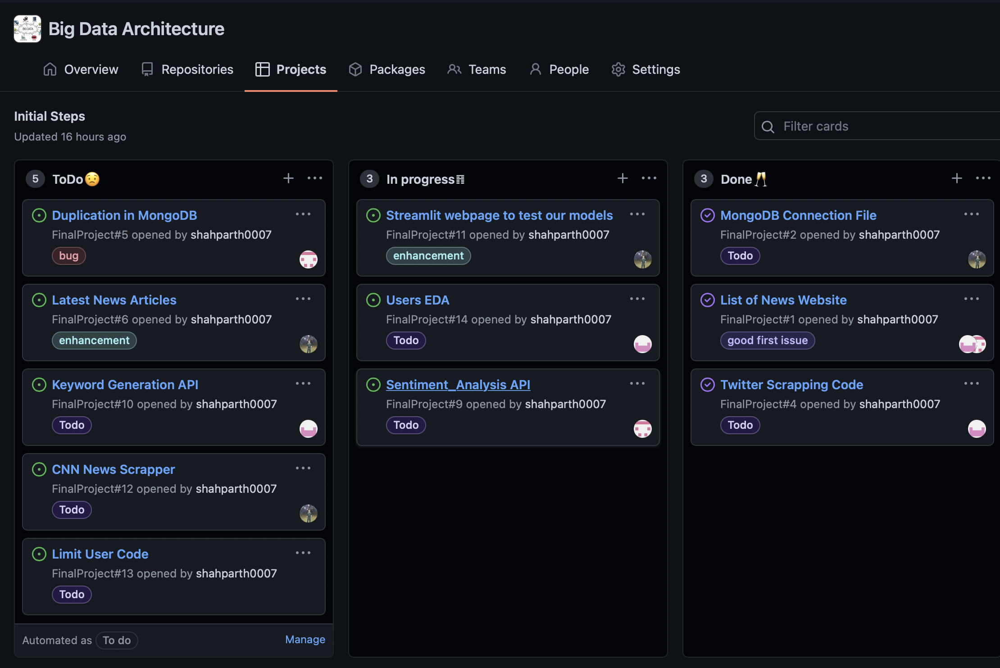 BIG DATA
Big Data Architecture
Overview
Repositories
Projects
Packages
Teams
People
Settings
Initial Steps
Updated 16 hours ago
Filter cards
5 ToDo😟
Duplication in MongoDB
FinalProject#5 opened by shahparth0007
bug
Latest News Articles
FinalProject#6 opened by shahparth0007
enhancement
Keyword Generation API
FinalProject#10 opened by shahparth0007
Todo
CNN News Scrapper
FinalProject#12 opened by shahparth0007
Todo
Limit User Code
FinalProject#13 opened by shahparth0007
Todo
Automated as To do
Manage
3 In progress
Streamlit webpage to test our models
FinalProject#11 opened by shahparth0007
enhancement
Users EDA
FinalProject#14 opened by shahparth0007
Todo
Sentiment_Analysis API
FinalProject#9 opened by shahparth0007
Todo
3 Done🥂
MongoDB Connection File
FinalProject#2 opened by shahparth0007
Todo
List of News Website
FinalProject#1 opened by shahparth0007
good first issue
Twitter Scrapping Code
FinalProject#4 opened by shahparth0007
Todo